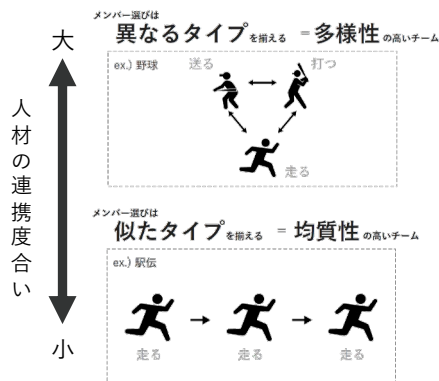 メンバー選びは
異なるタイプを揃える =多様性の高いチーム
大
ex.) 野球
送る
打つ
走る
人材の連携度合い
メンバー選びは
似たタイプを揃える = 均質性の高いチーム
ex.) 駅伝
走る
走る
走る
小